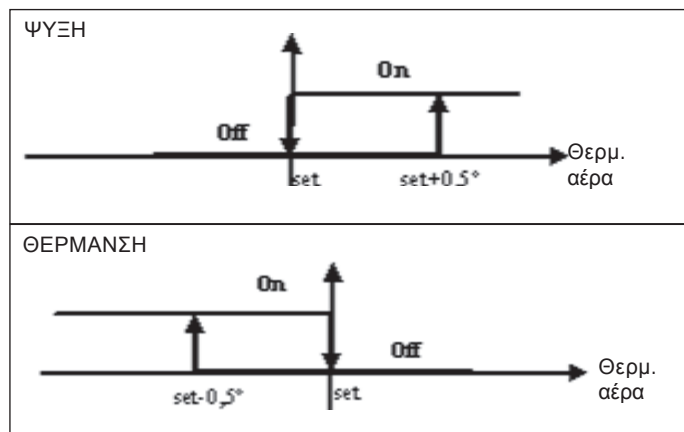 ΨΥΞΗ
On
Off
Θερμ.
αέρα
set
set+0.5°
ΘΕΡΜΑΝΣΗ
On
Off
Θερμ.
αέρα
set-0,5°
set